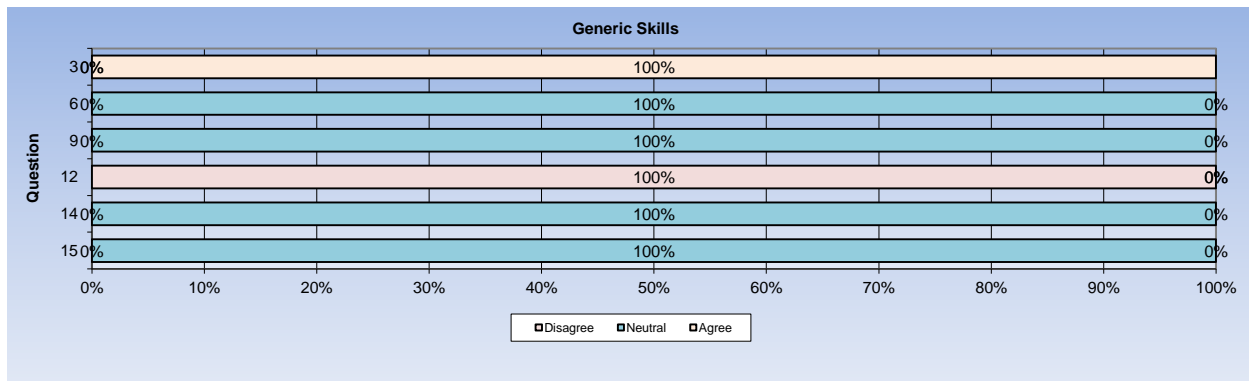 Generic Skills
3 0% 0% 100%
6 0% 100% 0%
9 0% 100% 0%
12 100% 0% 0%
14 0% 100% 0%
15 0% 100% 0%
Question
0% 10% 20% 30% 40% 50% 60% 70% 80% 90% 100%
Disagree Neutral Agree